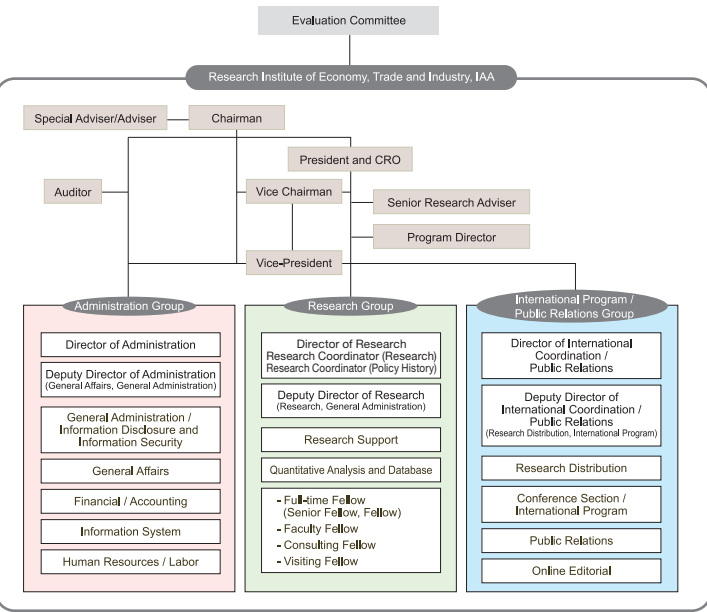 Evaluation Committee
Research Institute of Economy, Trade and Industry, IAA
Special Adviser/Adviser
Chairman
President and CRO
Auditor
Vice Chairman
Senior Research Adviser
Program Director
Vice-President
Administration Group
Director of Administration
Deputy Director of Administration
(General Affairs, General Administration)
General Administration /
Information Disclosure and
Information Security
General Affairs
Financial / Accounting
Information System
Human Resources / Labor
Research Group
Director of Research
Research Coordinator (Research)
Research Coordinator (Policy History)
Deputy Director of Research
(Research, General Administration)
Research Support
Quantitative Analysis and Database
- Full-time Fellow
(Senior Fellow, Fellow)
- Faculty Fellow
- Consulting Fellow
- Visiting Fellow
International Program /
Public Relations Group
Director of International
Coordination /
Public Relations
Deputy Director of
International Coordination /
Public Relations
(Research Distribution, International Program)
Research Distribution
Conference Section /
International Program
Public Relations
Online Editorial